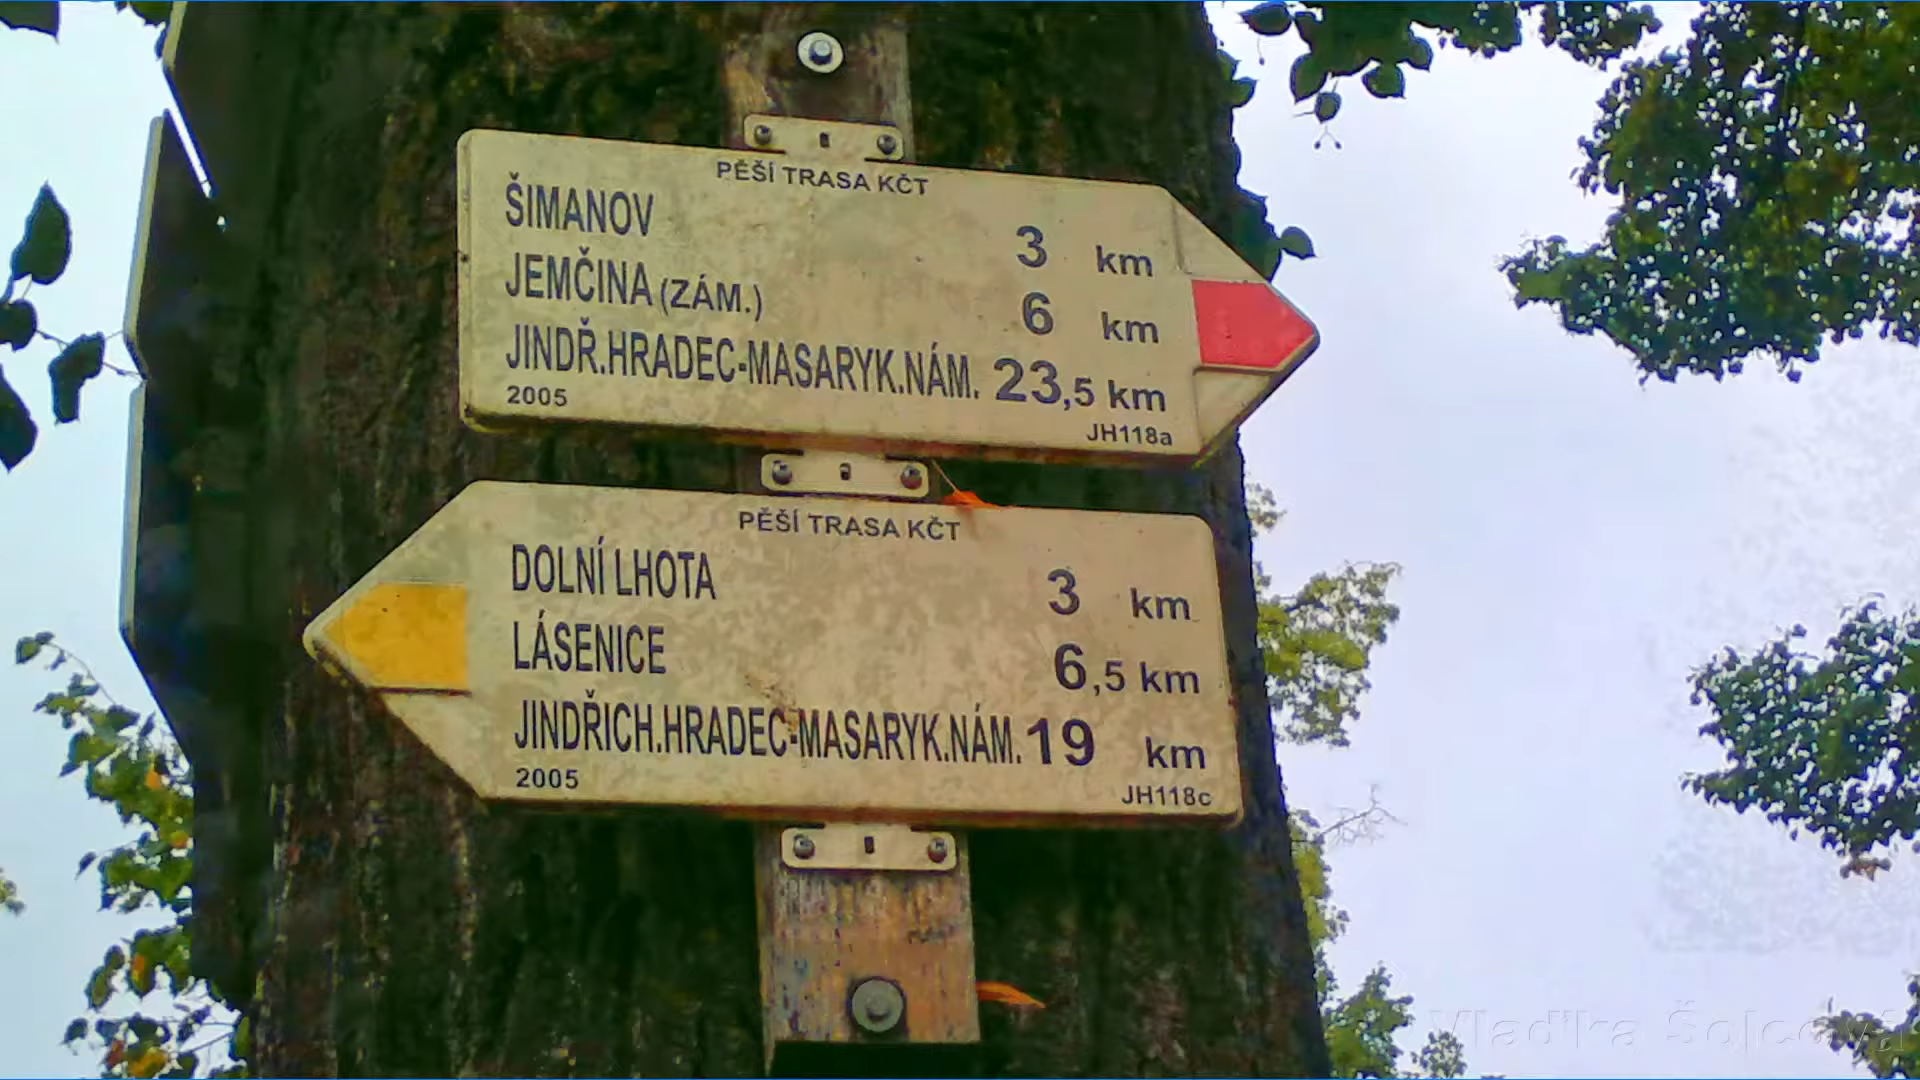 PĚŠÍ TRASA KČT
ŠIMANOV 3 km
JEMČINA (ZÁM.) 6 km
JINDŘ.HRADEC-MASARYK.NÁM. 23,5 km
2005 JH118a
PĚŠÍ TRASA KČT
DOLNÍ LHOTA 3 km
LÁSENICE 6,5 km
JINDŘICH.HRADEC-MASARYK.NÁM. 19 km
2005 JH118c
Vlaďka Šolcová